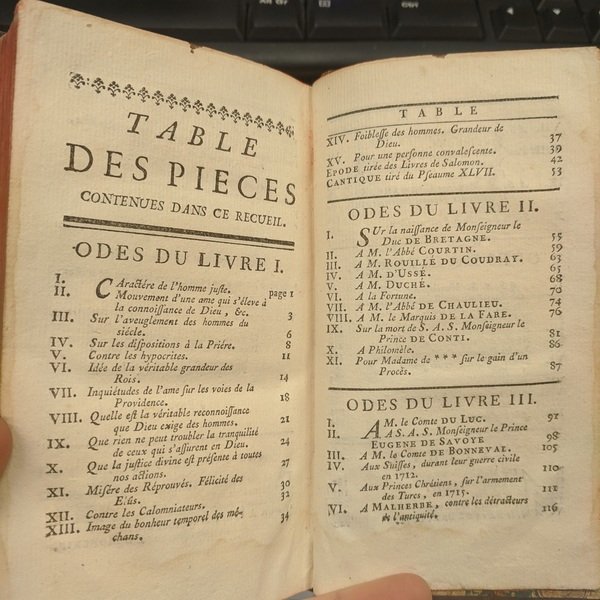 TABLE
DES PIECES
CONTENUES DANS CE RECUEIL.
ODES DU LIVRE I.
I. CAractére de l'homme juste. page 1
II. Mouvement d'une ame qui s'éleve à
la connoissance de Dieu, &c. 3
III. Sur l'aveuglement des hommes du
siécle. 6
IV. Sur les dispositions à la Priére. 8
V. Contre les hypocrites. 11
VI. Idée de la véritable grandeur des
Rois. 14
VII. Inquiétudes de l'ame sur les voies de la
Providence. 18
VIII. Quelle est la véritable reconnoissance
que Dieu exige des hommes. 21
IX. Que rien ne peut troubler la tranquilité
de ceux qui s'assurent en Dieu. 24
X. Que la justice divine est présente à toutes
nos actions. 27
XI. Misére des Réprouvés. Félicité des
Elus. 30
XII. Contre les Calomniateurs. 32
XIII. Image du bonheur temporel des mé-
chans. 34
TABLE
XIV. Foiblesse des hommes. Grandeur de
Dieu. 37
XV. Pour une personne convalescente. 39
EPODE tirée des Livres de Salomon. 42
CANTIQUE tiré du Pseaume XLVII. 53
ODES DU LIVRE II.
I. SUr la naissance de Monseigneur le
Duc DE BRETAGNE. 55
II. A M. l'Abbé COURTIN. 59
III. A M. ROUILLÉ DU COUDRAY. 63
IV. A M. D'USSÉ. 65
V. A M. DUCHÉ. 68
VI. A la Fortune. 70
VII. A M. l'Abbé DE CHAULIEU. 74
VIII. A M. le Marquis DE LA FARE. 76
IX. Sur la mort de S. A. S. Monseigneur le
Prince DE CONTI. 81
X. A Philomèle. 86
XI. Pour Madame de *** sur le gain d'un
Procès. 87
ODES DU LIVRE III.
I. A M. le Comte DU LUC. 91
II. A S. A. S. Monseigneur le Prince
EUGENE DE SAVOYE 98
III. A M. le Comte DE BONNEVAL. 105
IV. Aux Suisses, durant leur guerre civile
en 1712. 110
V. Aux Princes Chrétiens, sur l'armement
des Turcs, en 1715. 111
VI. A MALHERBE, contre les détracteurs
de l'antiquité. 116